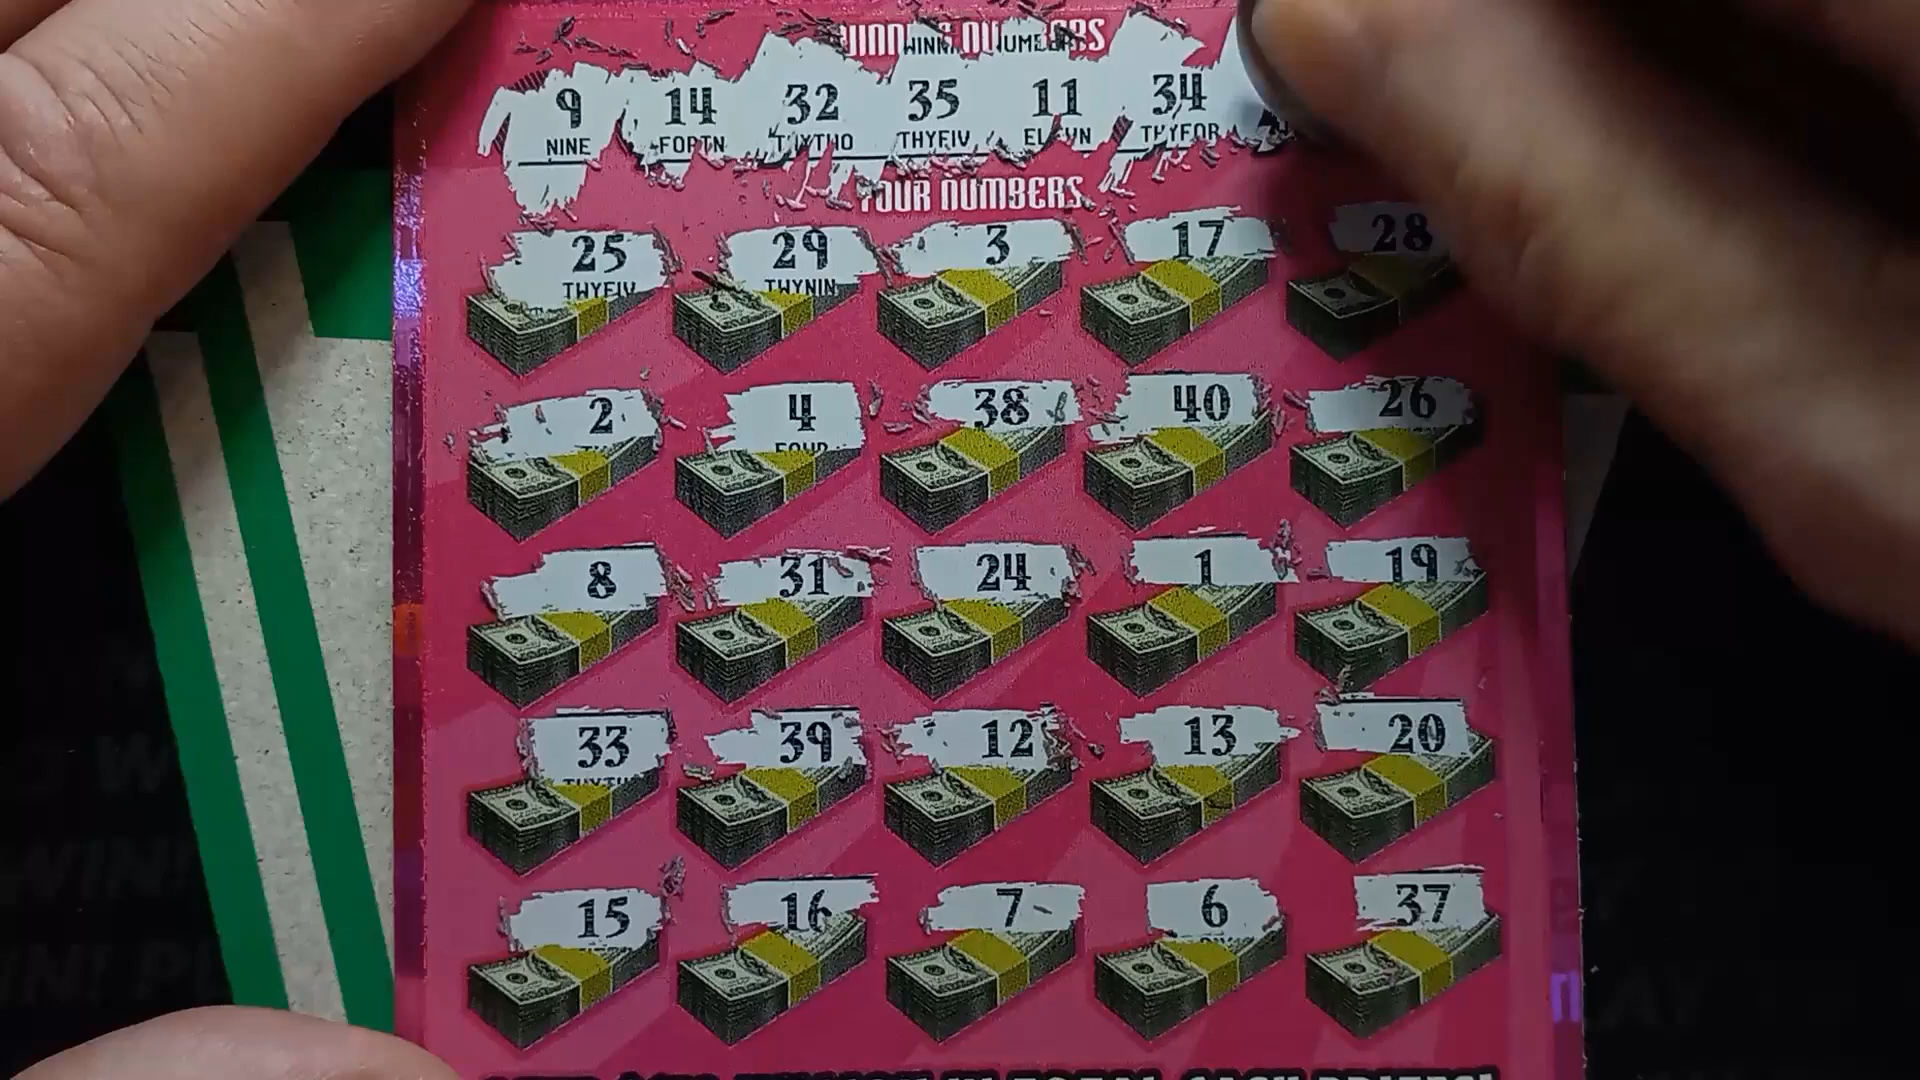 WINNING NUMBERS
9 14 32 35 11 34
NINE FORTN THYTHO THYFIV ELEVN THYFOR
YOUR NUMBERS
25 29 3 17 28
THYFIV THYNIN
2 4 38 40 26
FOUR
8 31 24 1 19
33 39 12 13 20
15 16 7 6 37